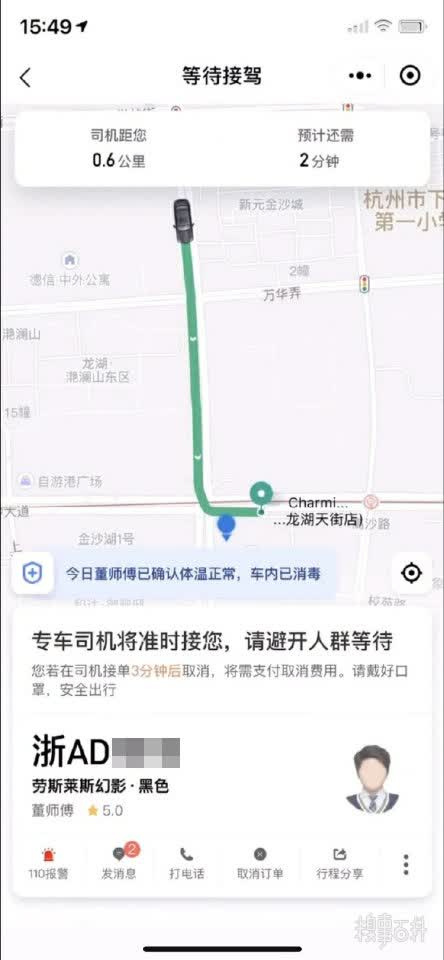 15:49
等待接驾
司机距您
预计还需
0.6公里
2分钟
新元金沙城
杭州市下
第一小学
德信·中外公寓
2幢
万华弄
滟澜山
龙湖·
滟澜山东区
15幢
自游港广场
Charmi...
...龙湖天街店)
大道
金沙湖1号
上
今日董师傅已确认体温正常，车内已消毒
专车司机将准时接您，请避开人群等待
您若在司机接单3分钟后取消，将需支付取消费用。请戴好口
罩，安全出行
浙AD
劳斯莱斯幻影·黑色
董师傅
5.0
2
110报警
发消息
打电话
取消订单
行程分享